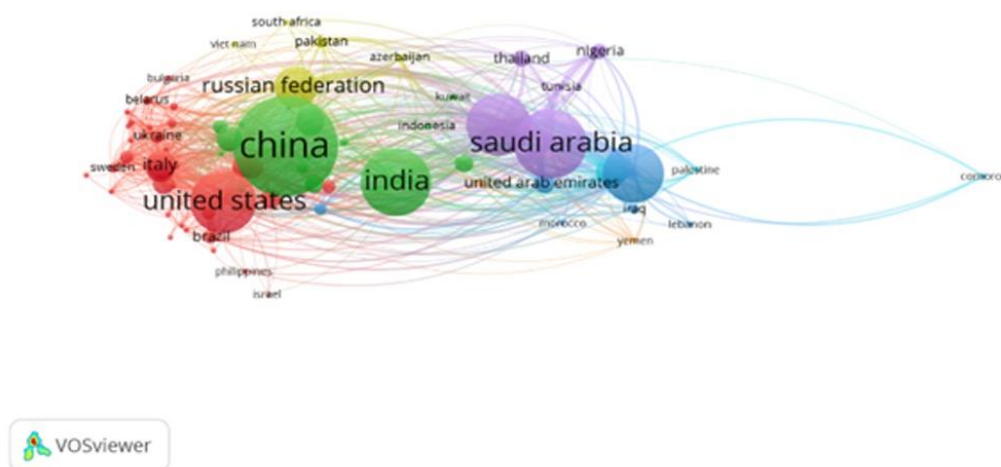 south africa
viet nam
pakistan
azerbaijan
thailand
nigeria
bulgaria
russian federation
tunisia
belarus
kuwait
ukraine
indonesia
china
saudi arabia
sweden
italy
india
united arab emirates
palestine
comoro
united states
iraq
morocco
lebanon
brazil
yemen
philippines
israel
VOSviewer